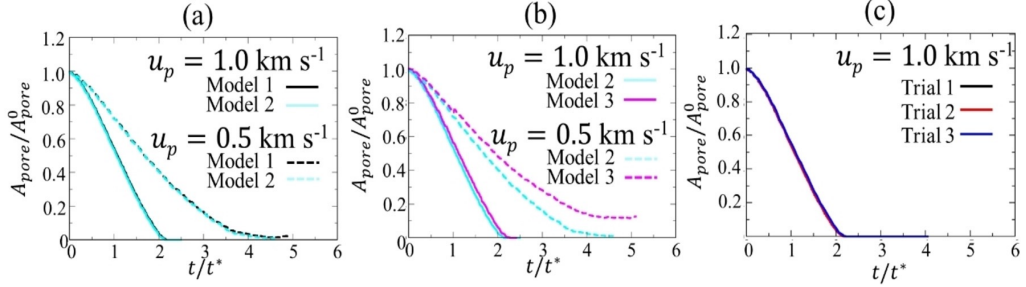 (a)
1.2
1.0
0.8
0.6
0.4
0.2
0
A_pore/A^0_pore
u_p = 1.0 km s⁻¹
Model 1
Model 2
u_p = 0.5 km s⁻¹
Model 1
Model 2
0 1 2 3 4 5 6
t/t*
(b)
1.2
1.0
0.8
0.6
0.4
0.2
0
A_pore/A^0_pore
u_p = 1.0 km s⁻¹
Model 2
Model 3
u_p = 0.5 km s⁻¹
Model 2
Model 3
0 1 2 3 4 5 6
t/t*
(c)
1.2
1.0
0.8
0.6
0.4
0.2
A_pore/A^0_pore
u_p = 1.0 km s⁻¹
Trial 1
Trial 2
Trial 3
0 1 2 3 4 5 6
t/t*